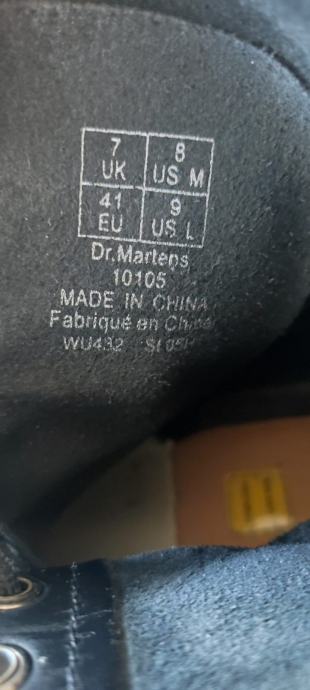 7 8
UK US M
41 9
EU US L
Dr.Martens
10105
MADE IN CHINA
Fabriqué en Chine
WU432